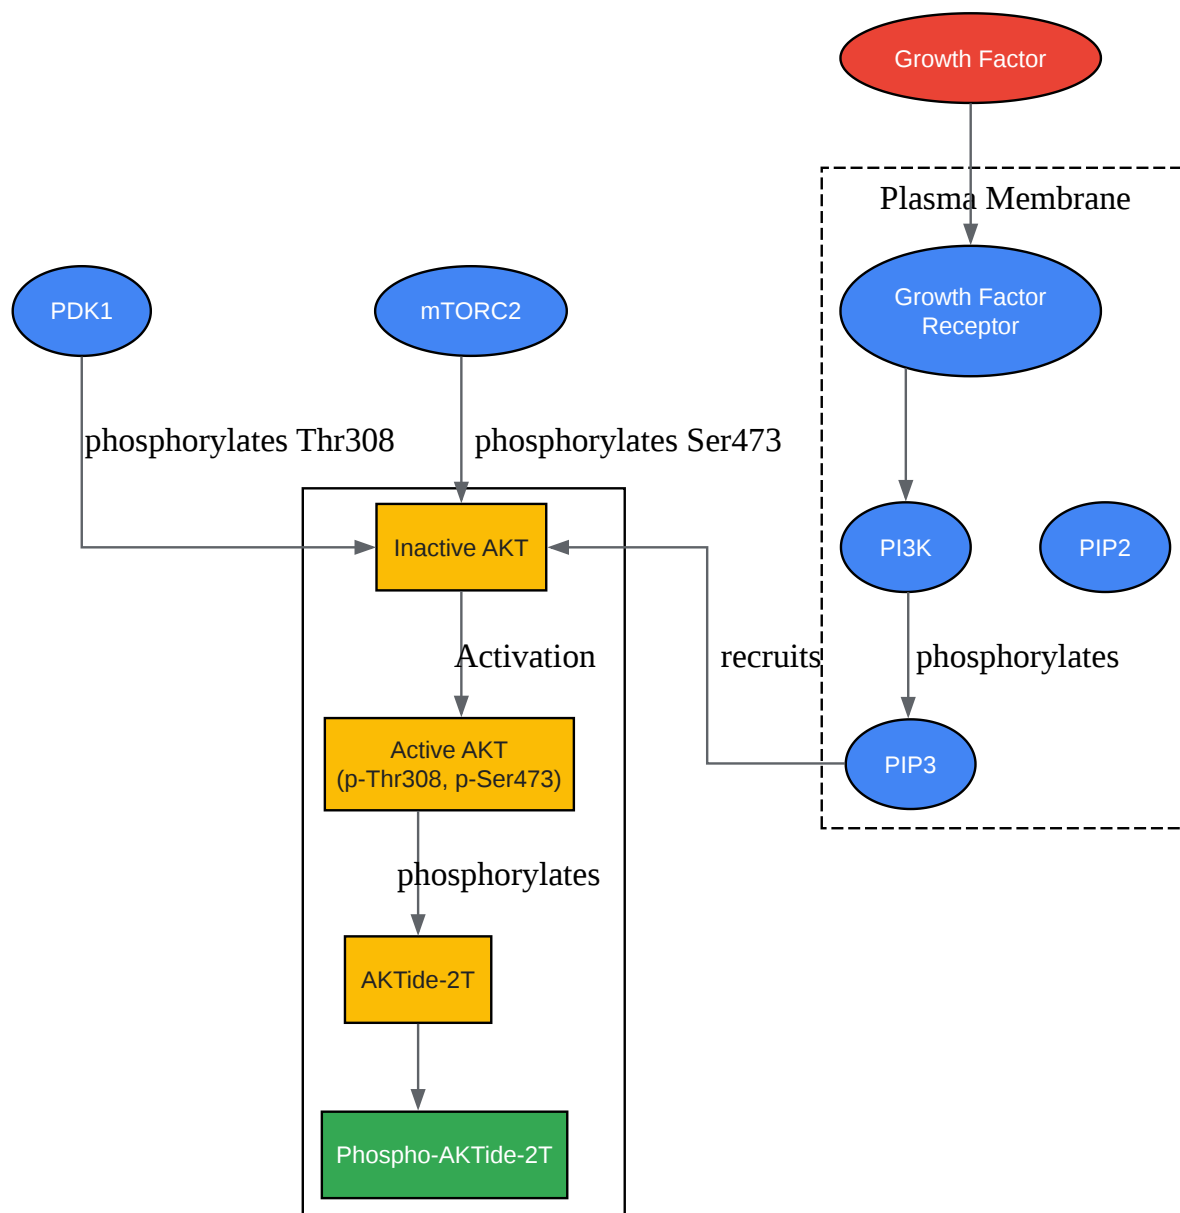 Growth Factor
Plasma Membrane
PDK1
mTORC2
Growth Factor
Receptor
phosphorylates Thr308
phosphorylates Ser473
Inactive AKT
PI3K
PIP2
Activation
recruits
phosphorylates
Active AKT
(p-Thr308, p-Ser473)
PIP3
phosphorylates
AKTide-2T
Phospho-AKTide-2T